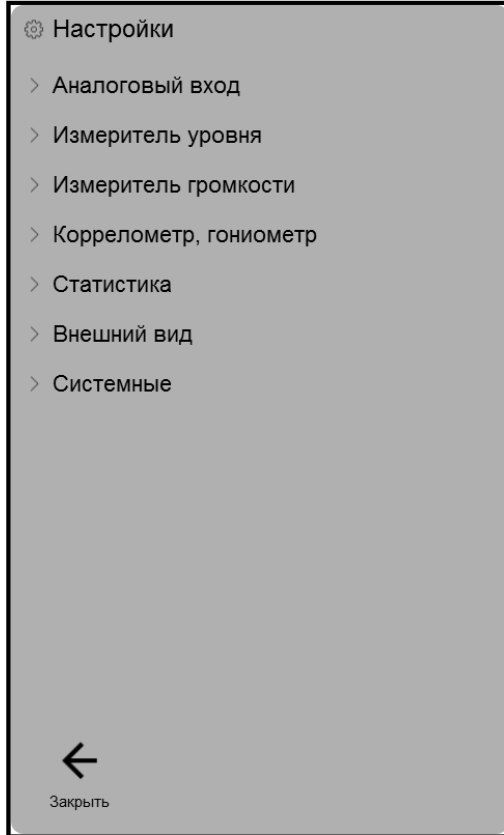 Настройки
Аналоговый вход
Измеритель уровня
Измеритель громкости
Коррелометр, гониометр
Статистика
Внешний вид
Системные
Закрыть